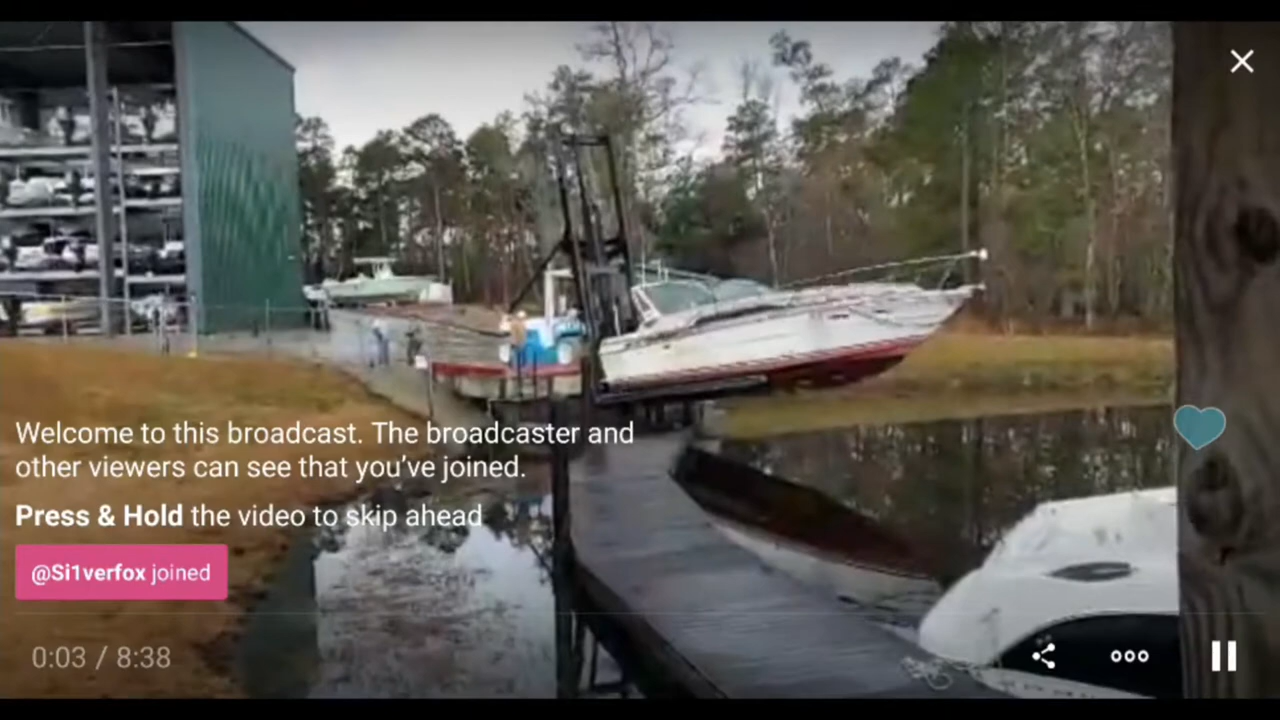 Welcome to this broadcast. The broadcaster and
other viewers can see that you've joined.
Press & Hold the video to skip ahead
@Si1verfox joined
0:03 / 8:38